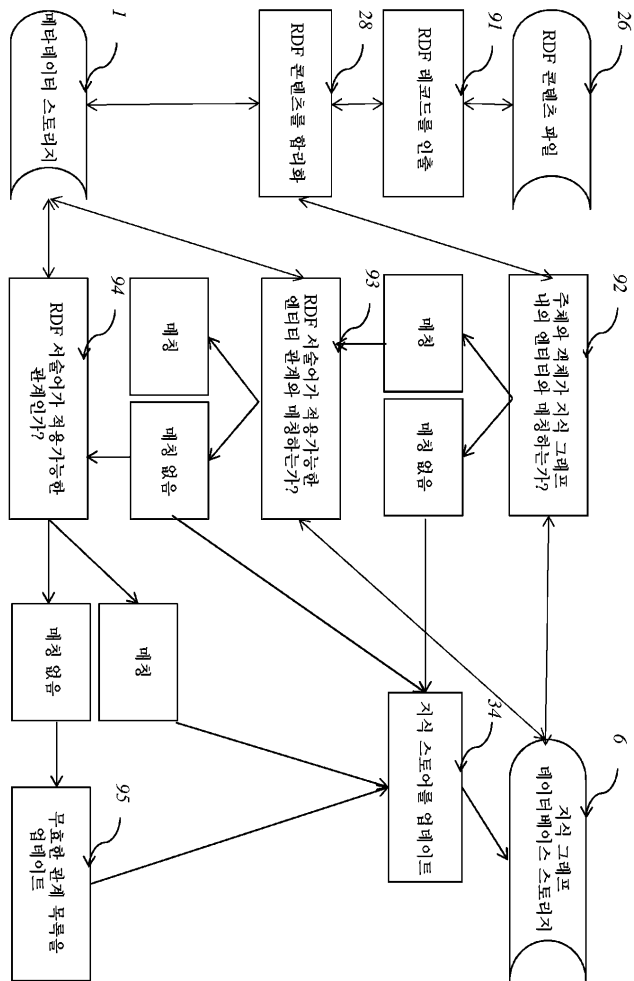 26
RDF 콘텐츠 파일
91
RDF 레코드를 인출
28
RDF 콘텐츠를 합리화
1
메타데이터 스토리지
92
주체와 객체가 지식 그래프
내의 엔티티와 매칭하는가?
매칭
매칭 없음
93
RDF 서술어가 적용가능한
엔티티 관계와 매칭하는가?
매칭
매칭 없음
94
RDF 서술어가 적용가능한
관계인가?
매칭
매칭 없음
6
지식 그래프
데이터베이스 스토리지
34
지식 스토어를 업데이트
95
무효한 관계 목록을
업데이트